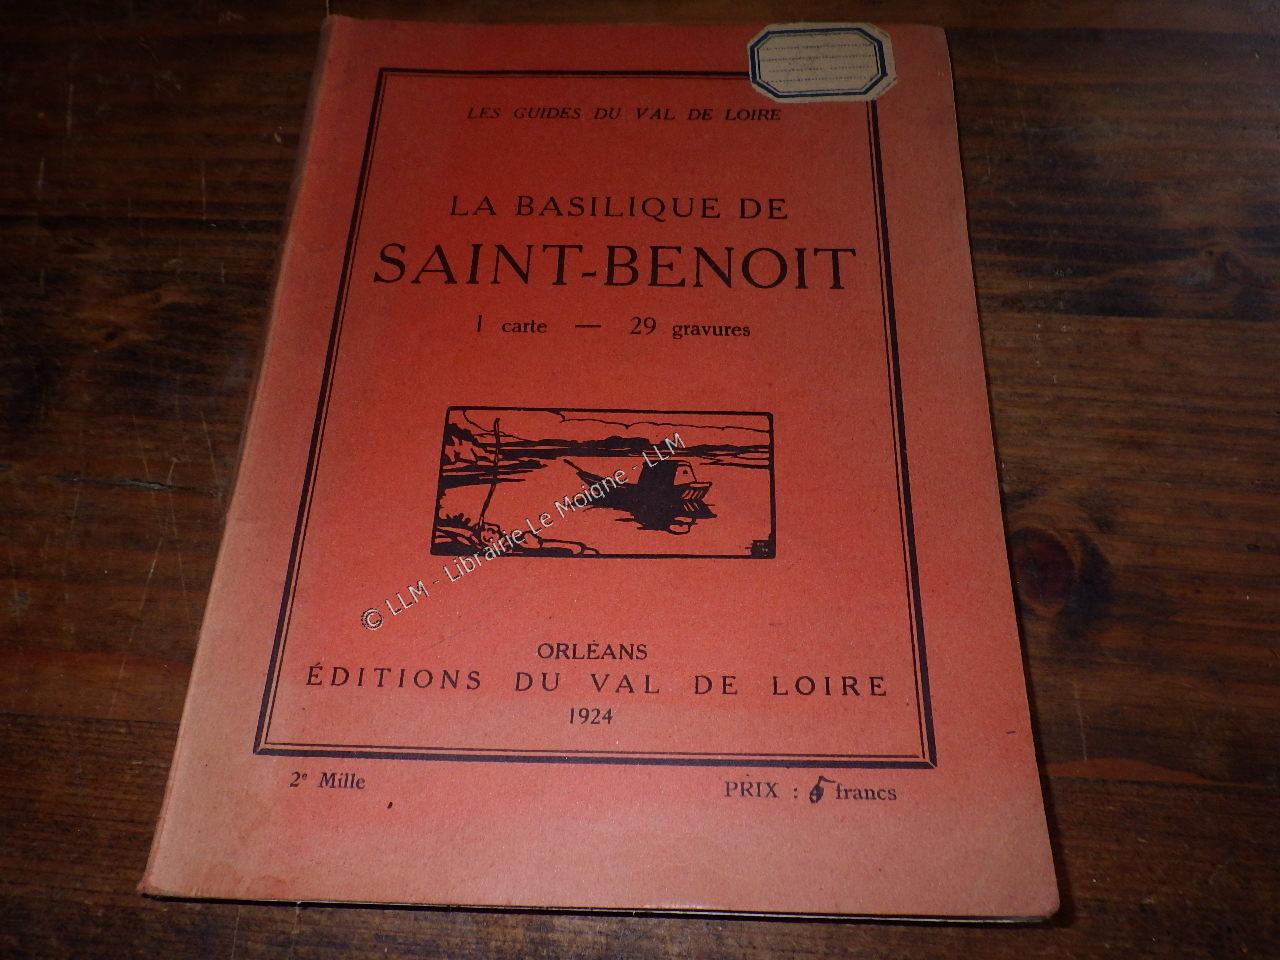 LES GUIDES DU VAL DE LOIRE
LA BASILIQUE DE
SAINT-BENOIT
1 carte — 29 gravures
© LLM - Librairie Le Moigne - LLM
ORLÉANS
ÉDITIONS DU VAL DE LOIRE
1924
2e Mille
PRIX : 5 francs